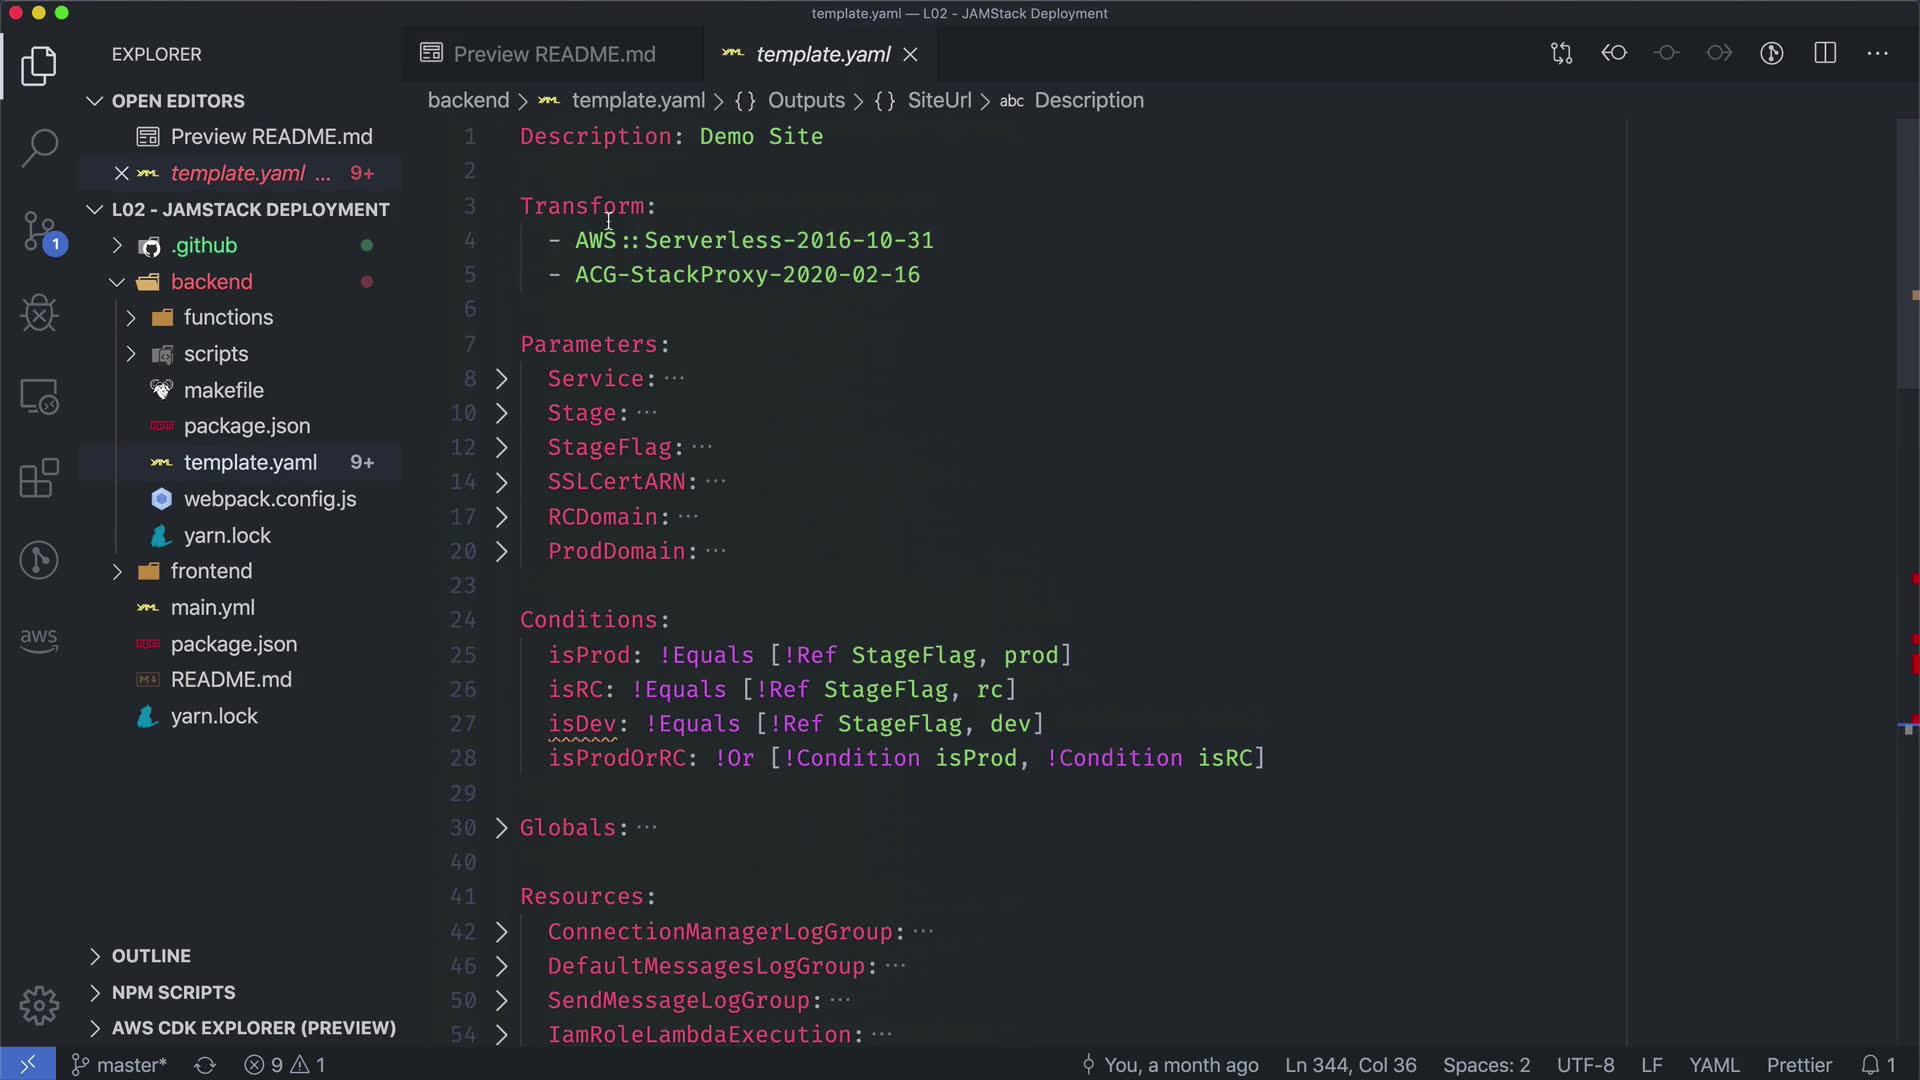 template.yaml — L02 - JAMStack Deployment
EXPLORER
Preview README.md
template.yaml
OPEN EDITORS
Preview README.md
template.yaml ... 9+
L02 - JAMSTACK DEPLOYMENT
.github
backend
functions
scripts
makefile
package.json
template.yaml 9+
webpack.config.js
yarn.lock
frontend
main.yml
package.json
README.md
yarn.lock
OUTLINE
NPM SCRIPTS
AWS CDK EXPLORER (PREVIEW)
1
aws
backend > template.yaml > {} Outputs > {} SiteUrl > abc Description
1 Description: Demo Site
2
3 Transform:
4 - AWS::Serverless-2016-10-31
5 - ACG-StackProxy-2020-02-16
6
7 Parameters:
8 Service: ...
10 Stage: ...
12 StageFlag: ...
14 SSLCertARN: ...
17 RCDomain: ...
20 ProdDomain: ...
23
24 Conditions:
25 isProd: !Equals [!Ref StageFlag, prod]
26 isRC: !Equals [!Ref StageFlag, rc]
27 isDev: !Equals [!Ref StageFlag, dev]
28 isProdOrRC: !Or [!Condition isProd, !Condition isRC]
29
30 Globals: ...
40
41 Resources:
42 ConnectionManagerLogGroup: ...
46 DefaultMessagesLogGroup: ...
50 SendMessageLogGroup: ...
54 IamRoleLambdaExecution: ...
master* 9 1 You, a month ago Ln 344, Col 36 Spaces: 2 UTF-8 LF YAML Prettier 1